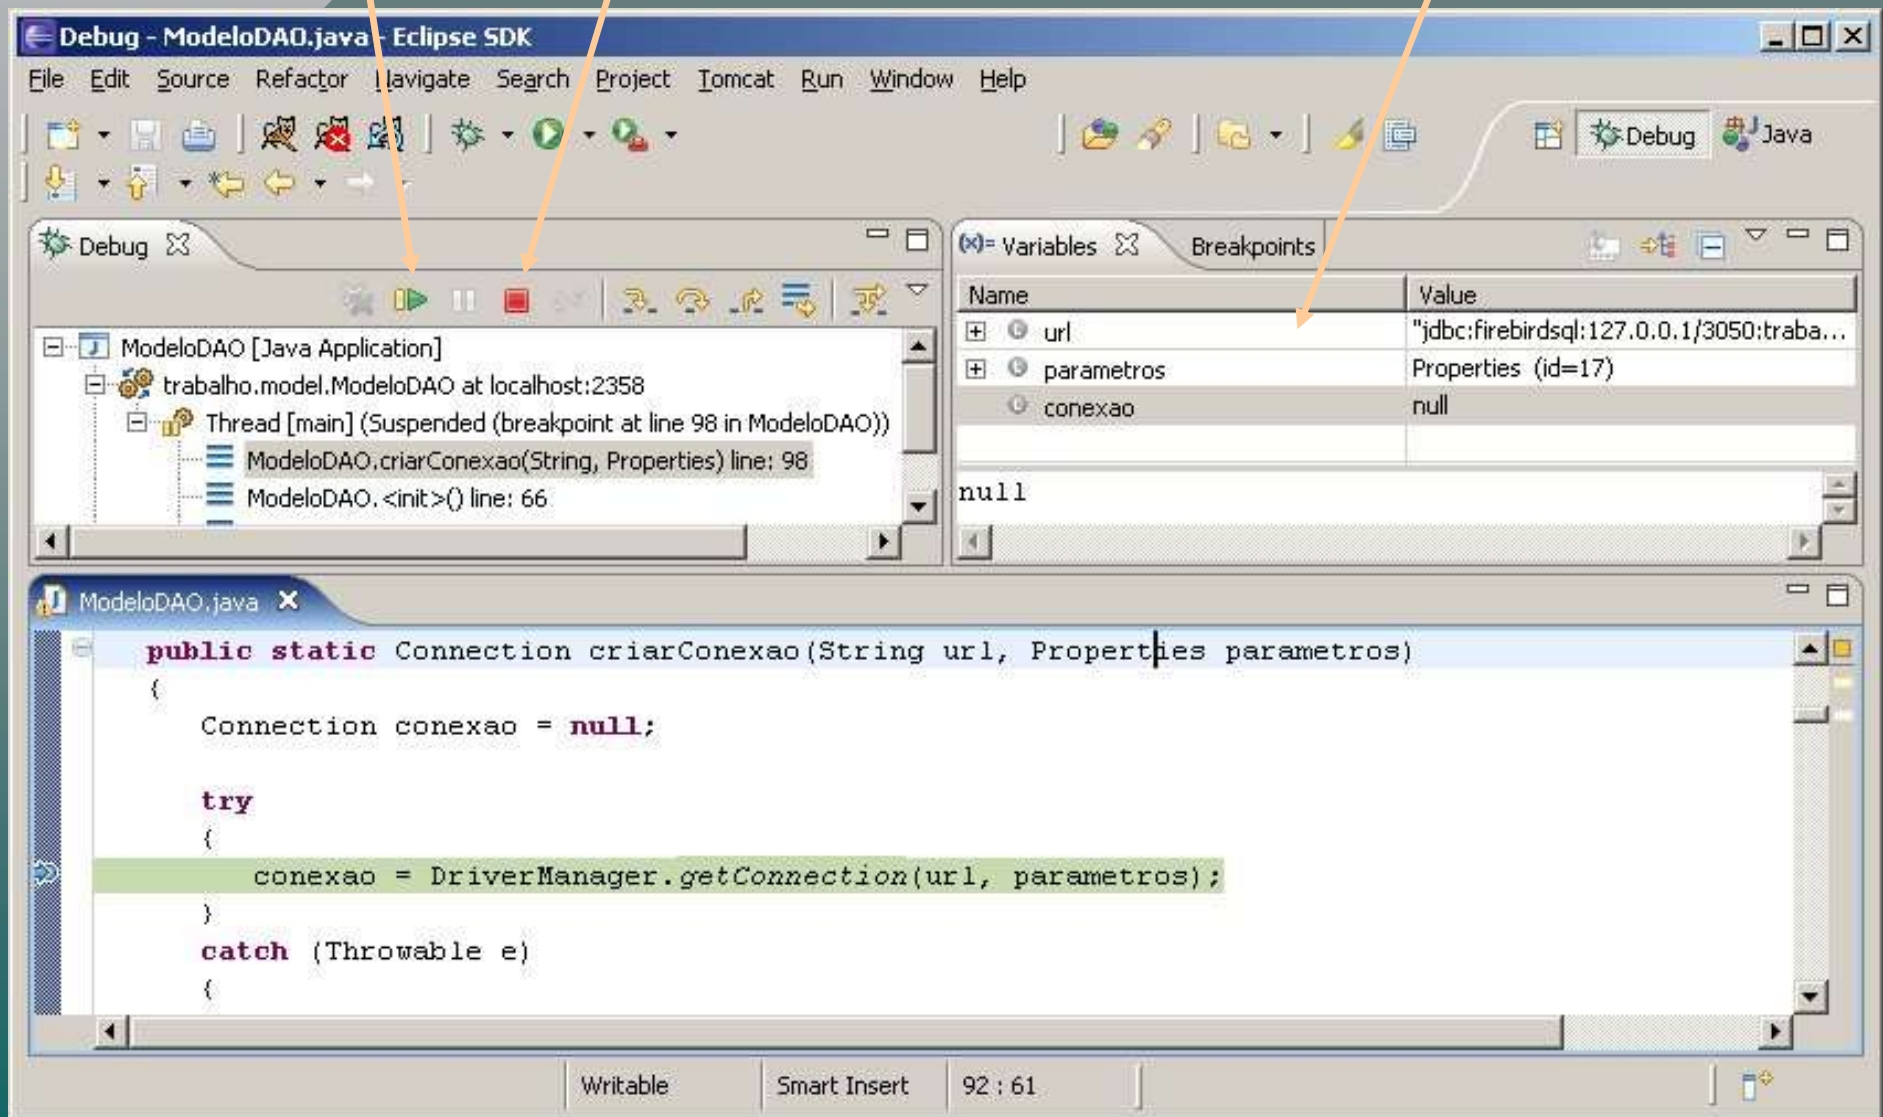 Debug - ModeloDAO.java - Eclipse SDK
File Edit Source Refactor Navigate Search Project Tomcat Run Window Help
Debug Java
Debug
ModeloDAO [Java Application]
trabalho.model.ModeloDAO at localhost:2358
Thread [main] (Suspended (breakpoint at line 98 in ModeloDAO))
ModeloDAO.criarConexao(String, Properties) line: 98
ModeloDAO.<init>() line: 66
(x)= Variables Breakpoints
Name Value
url "jdbc:firebirdsql:127.0.0.1/3050:traba...
parametros Properties (id=17)
conexao null
null
ModeloDAO.java
public static Connection criarConexao(String url, Properties parametros)
{
Connection conexao = null;
try
{
conexao = DriverManager.getConnection(url, parametros);
}
catch (Throwable e)
{
Writable Smart Insert 92 : 61